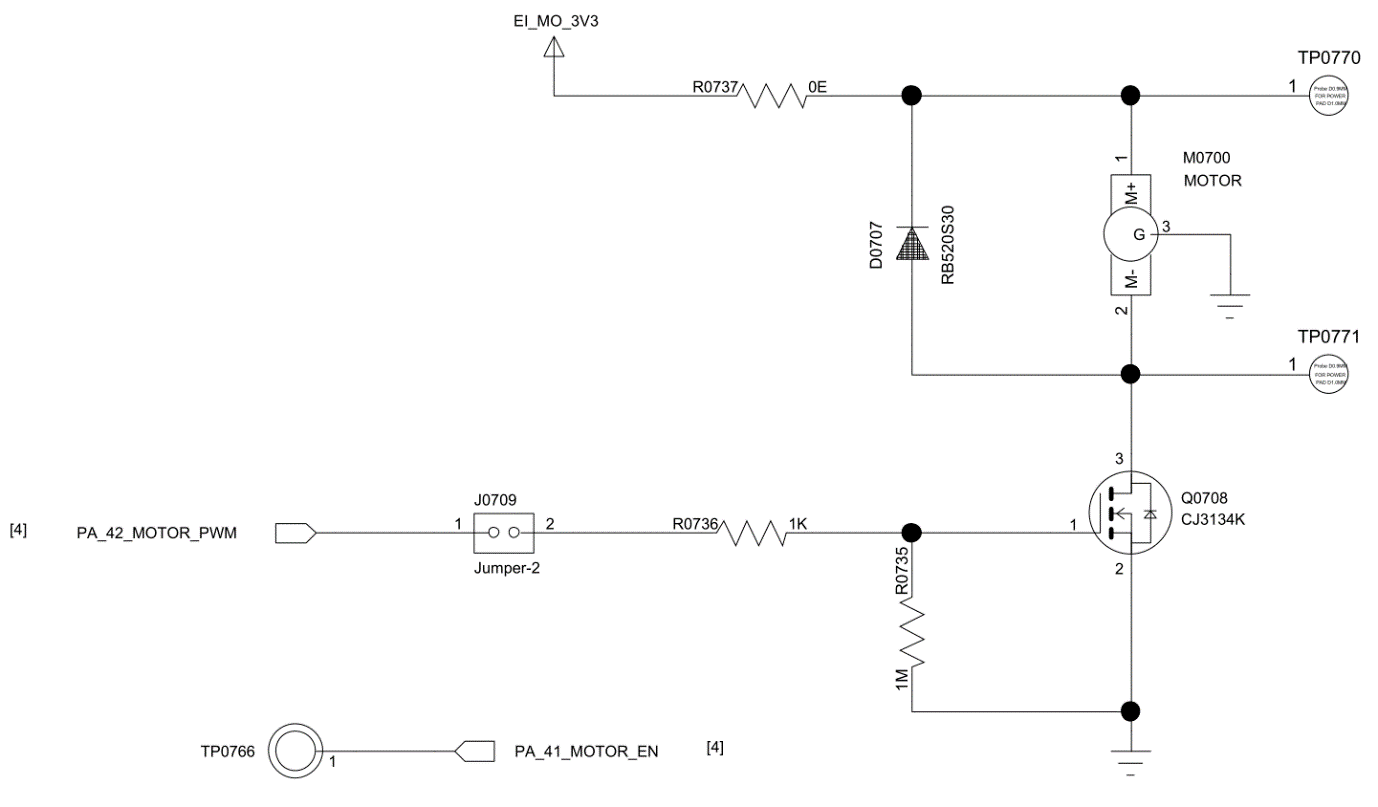 EI_MO_3V3
TP0770
R0737
0E
1
Probe D0.9MM
FOR POWER
PAD D1.0MM
1
M0700
MOTOR
M+
D0707
RB520S30
G
3
M-
2
TP0771
1
Probe D0.9MM
FOR POWER
PAD D1.0MM
3
J0709
Q0708
CJ3134K
[4]
PA_42_MOTOR_PWM
1
2
R0736
1K
1
Jumper-2
R0735
2
1M
TP0766
1
PA_41_MOTOR_EN
[4]